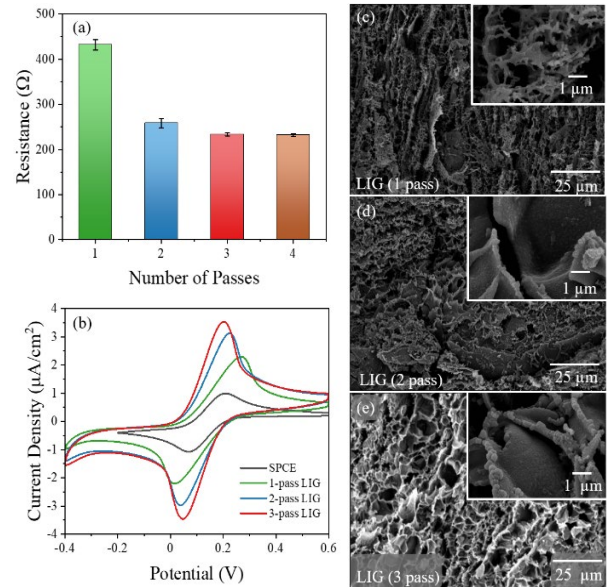 (a)
500
400
300
200
100
0
Resistance (Ω)
1 2 3 4
Number of Passes
(b)
5
4
3
2
1
0
-1
-2
-3
-4
Current Density (µA/cm²)
SPCE
1-pass LIG
2-pass LIG
3-pass LIG
-0.4 -0.2 0 0.2 0.4 0.6
Potential (V)
(c)
1 µm
LIG (1 pass)
25 µm
(d)
1 µm
LIG (2 pass)
25 µm
(e)
1 µm
LIG (3 pass)
25 µm